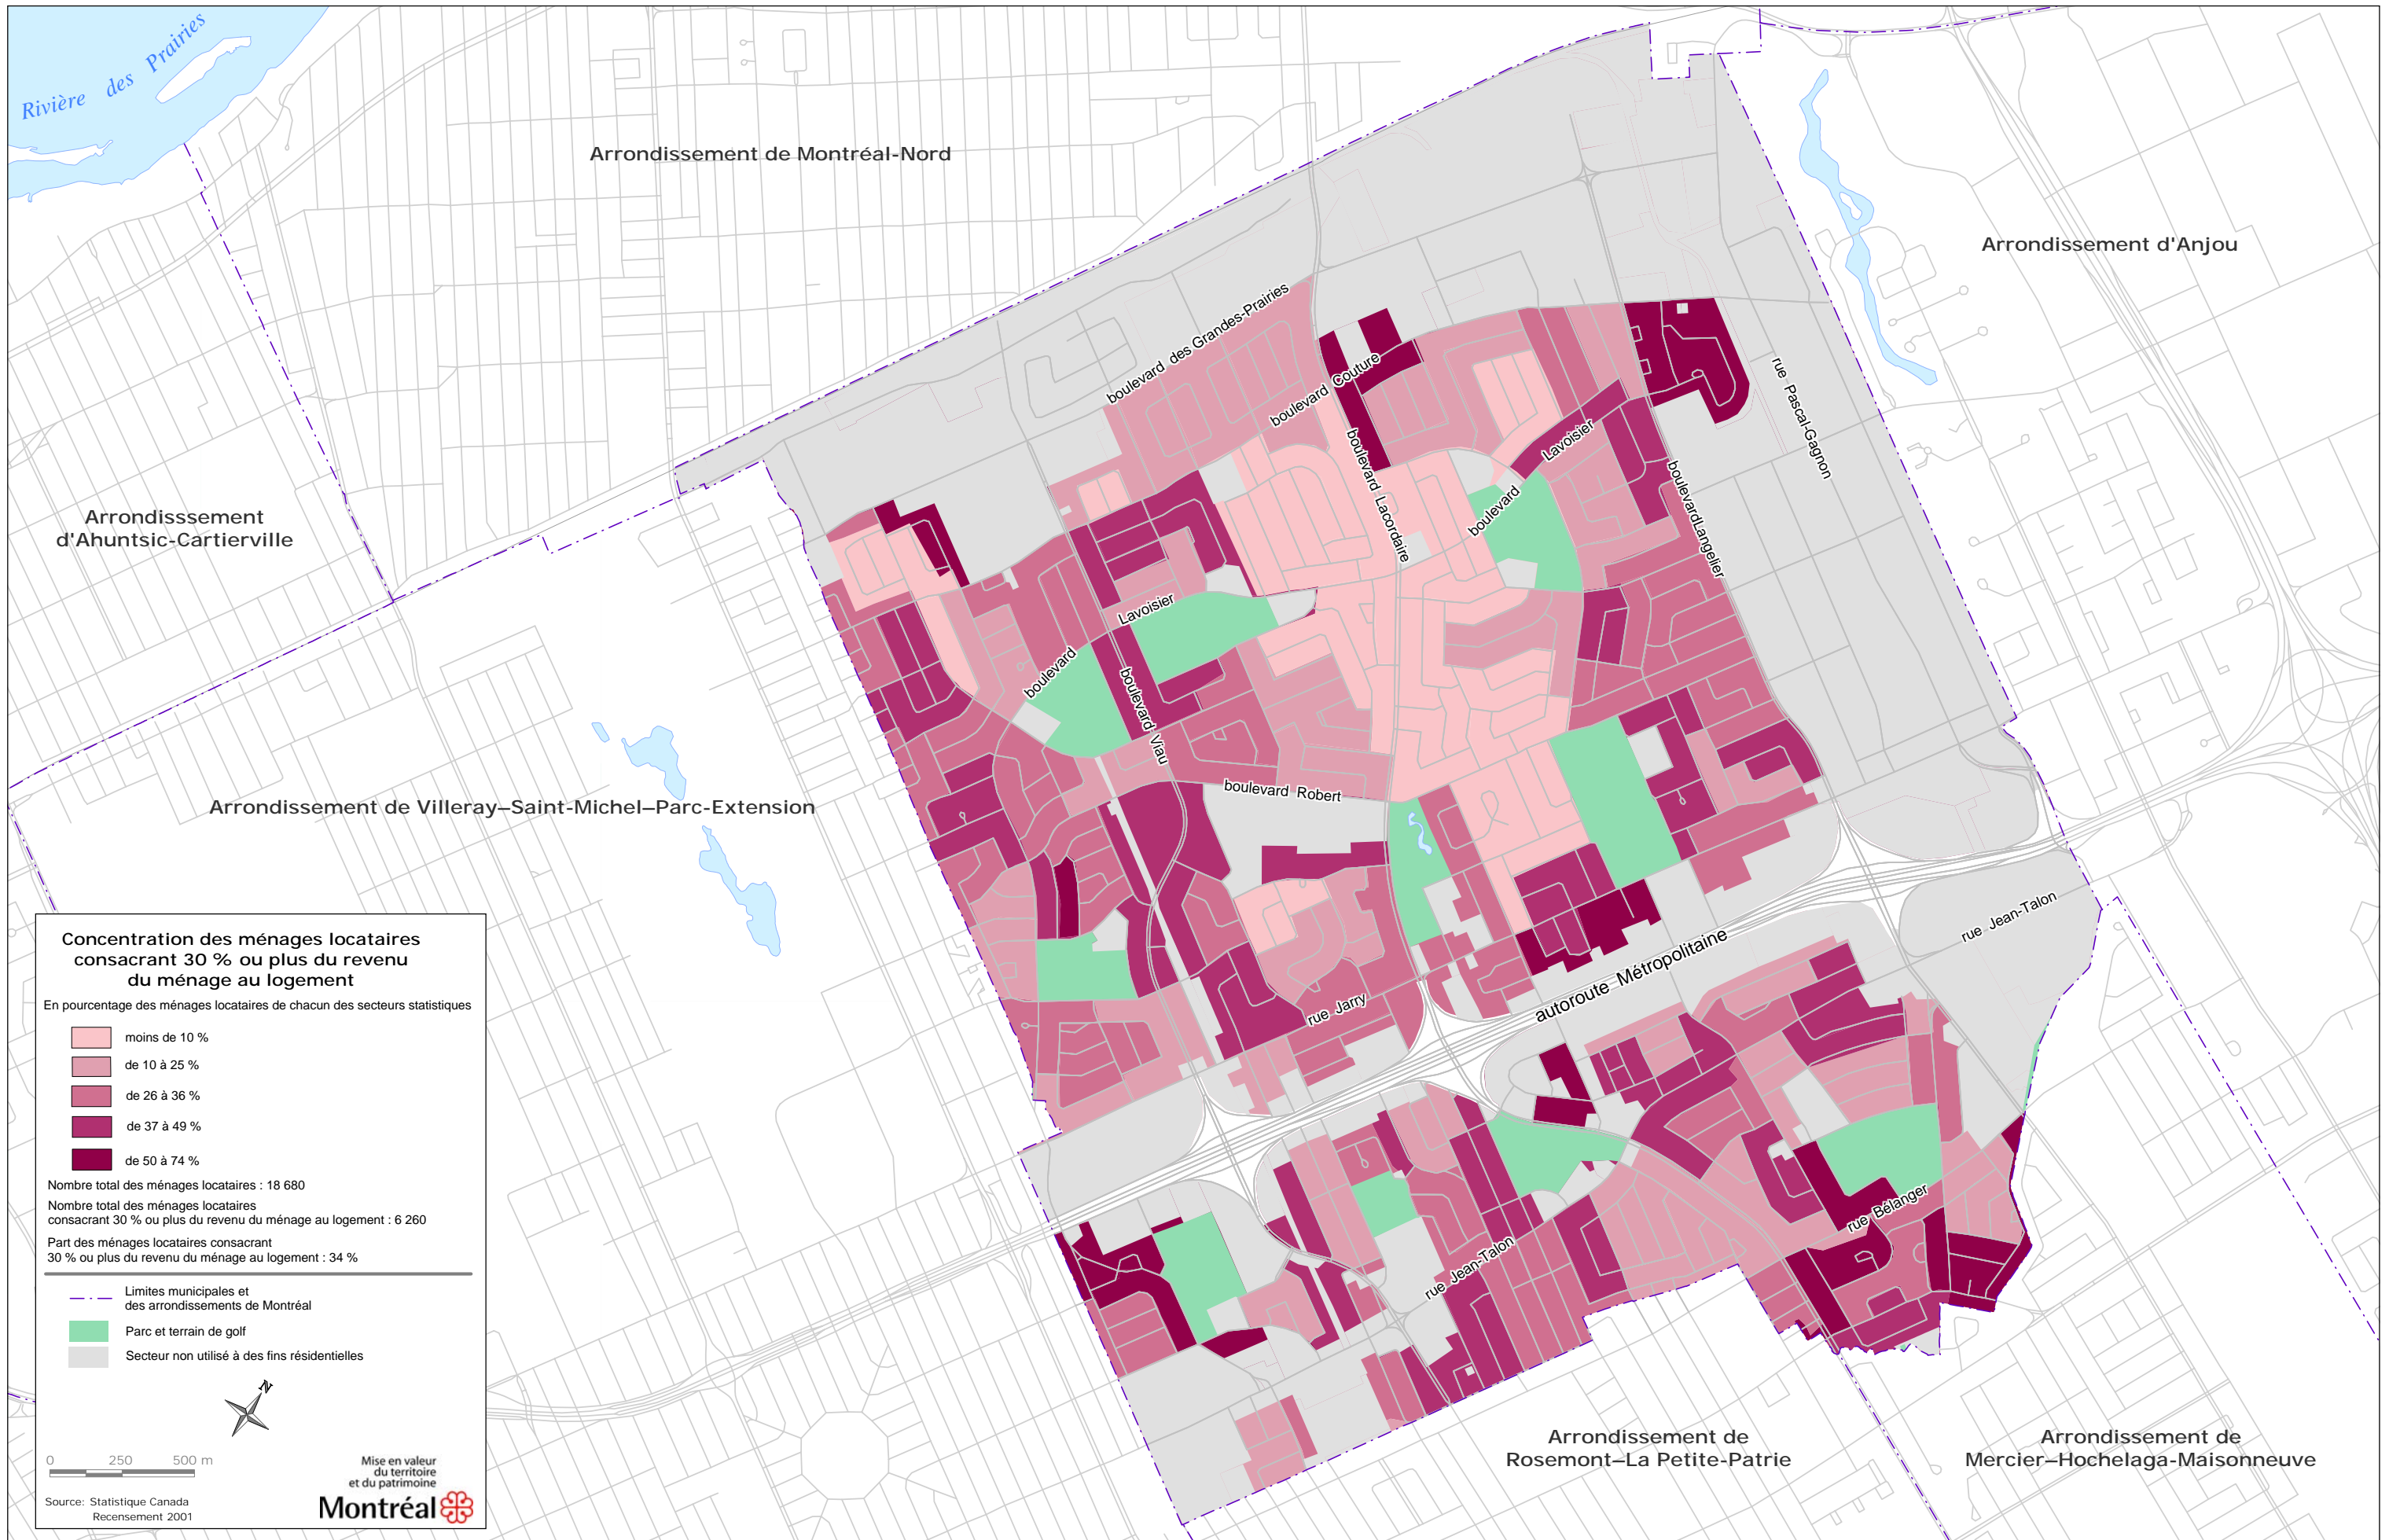 Rivière des Prairies
Arrondissement de Montréal-Nord
Arrondissement d'Anjou
Arrondisssement
d'Ahuntsic-Cartierville
Arrondissement de Villeray–Saint-Michel–Parc-Extension
boulevard des Grandes-Prairies
boulevard Couture
boulevard Lacordaire
boulevard Lavoisier
boulevard Langelier
rue Pascal-Gagnon
boulevard Lavoisier
boulevard Viau
boulevard Robert
rue Jarry
autoroute Métropolitaine
rue Jean-Talon
rue Jean-Talon
rue Bélanger
Arrondissement de
Rosemont–La Petite-Patrie
Arrondissement de
Mercier–Hochelaga-Maisonneuve
Concentration des ménages locataires
consacrant 30 % ou plus du revenu
du ménage au logement
En pourcentage des ménages locataires de chacun des secteurs statistiques
moins de 10 %
de 10 à 25 %
de 26 à 36 %
de 37 à 49 %
de 50 à 74 %
Nombre total des ménages locataires : 18 680
Nombre total des ménages locataires
consacrant 30 % ou plus du revenu du ménage au logement : 6 260
Part des ménages locataires consacrant
30 % ou plus du revenu du ménage au logement : 34 %
Limites municipales et
des arrondissements de Montréal
Parc et terrain de golf
Secteur non utilisé à des fins résidentielles
N
0 250 500 m
Source: Statistique Canada
Recensement 2001
Mise en valeur
du territoire
et du patrimoine
Montréal